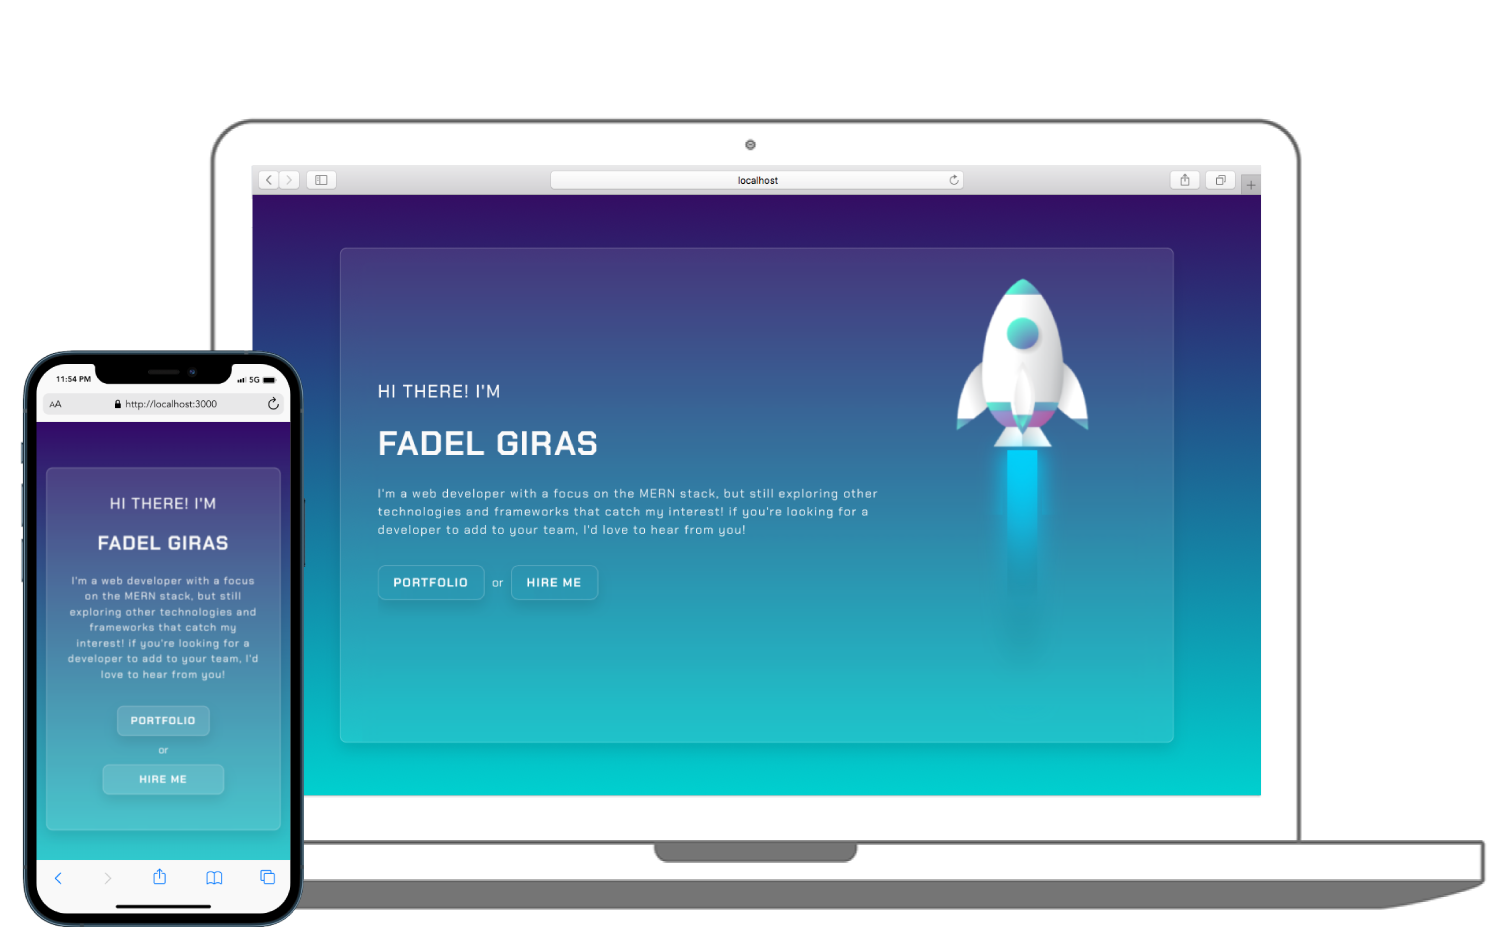 localhost
HI THERE! I'M
FADEL GIRAS
I'm a web developer with a focus on the MERN stack, but still exploring other
technologies and frameworks that catch my interest! if you're looking for a
developer to add to your team, I'd love to hear from you!
PORTFOLIO or HIRE ME
11:54 PM 5G
AA http://localhost:3000
HI THERE! I'M
FADEL GIRAS
I'm a web developer with a focus
on the MERN stack, but still
exploring other technologies and
frameworks that catch my
interest! if you're looking for a
developer to add to your team, I'd
love to hear from you!
PORTFOLIO
or
HIRE ME